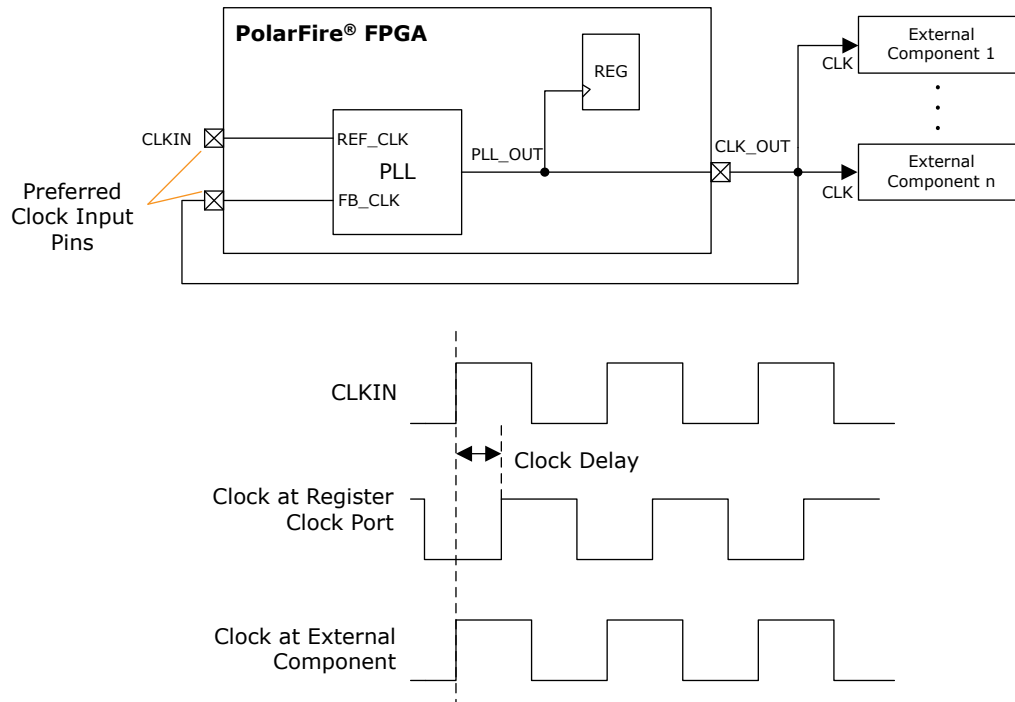 PolarFire® FPGA
External
Component 1
CLK
REG
CLKIN
REF_CLK
PLL_OUT
CLK_OUT
PLL
External
Component n
CLK
Preferred
Clock Input
Pins
FB_CLK
CLKIN
Clock Delay
Clock at Register
Clock Port
Clock at External
Component